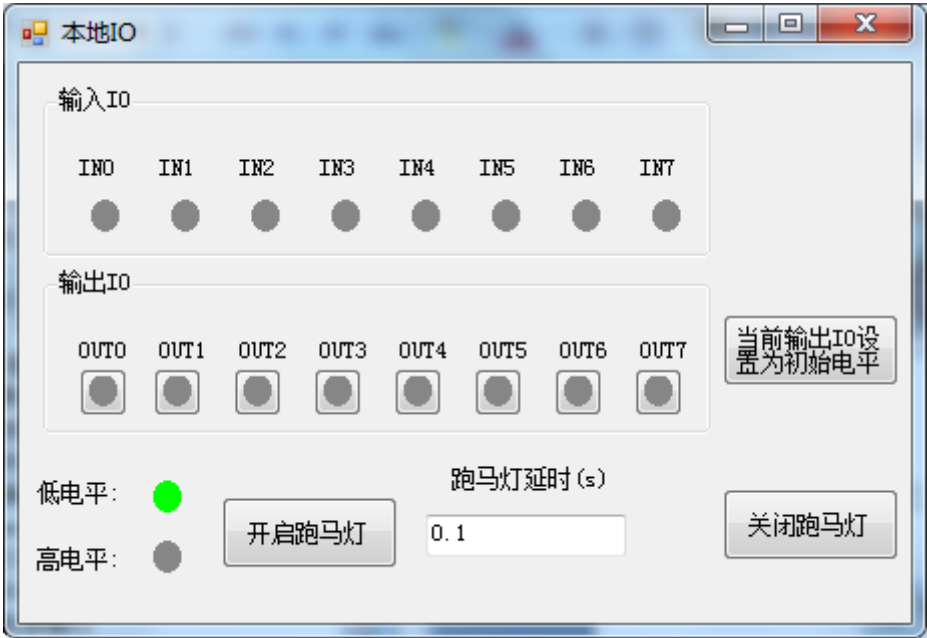 本地IO
输入IO
IN0 IN1 IN2 IN3 IN4 IN5 IN6 IN7
输出IO
OUT0 OUT1 OUT2 OUT3 OUT4 OUT5 OUT6 OUT7
当前输出IO设
置为初始电平
低电平:
高电平:
开启跑马灯
跑马灯延时(s)
0.1
关闭跑马灯